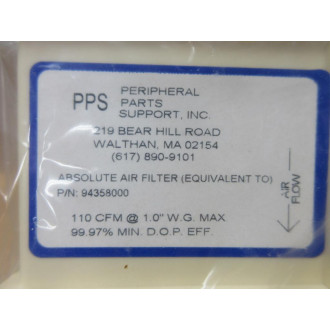 PPS PERIPHERAL
PARTS
SUPPORT, INC.
219 BEAR HILL ROAD
WALTHAN, MA 02154
(617) 890-9101
ABSOLUTE AIR FILTER (EQUIVALENT TO)
P/N: 94358000
110 CFM @ 1.0" W.G. MAX.
99.97% MIN. D.O.P. EFF.
AIR
FLOW